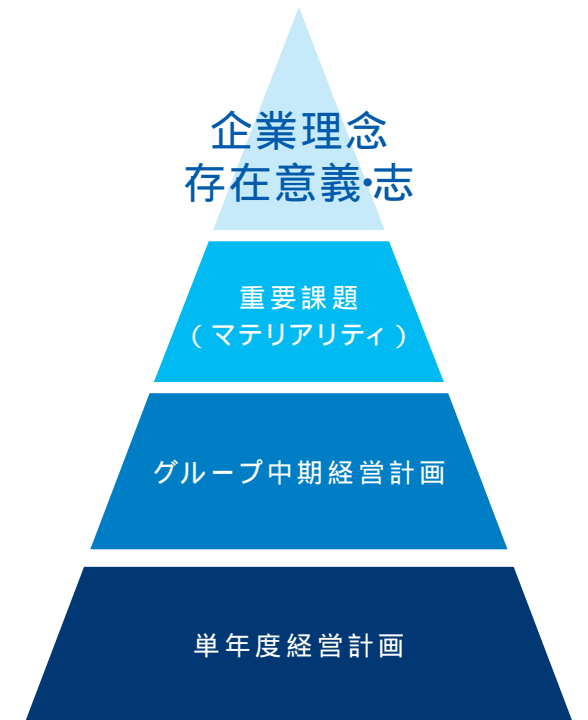 企業理念
存在意義・志
重要課題
(マテリアリティ)
グループ中期経営計画
単年度経営計画